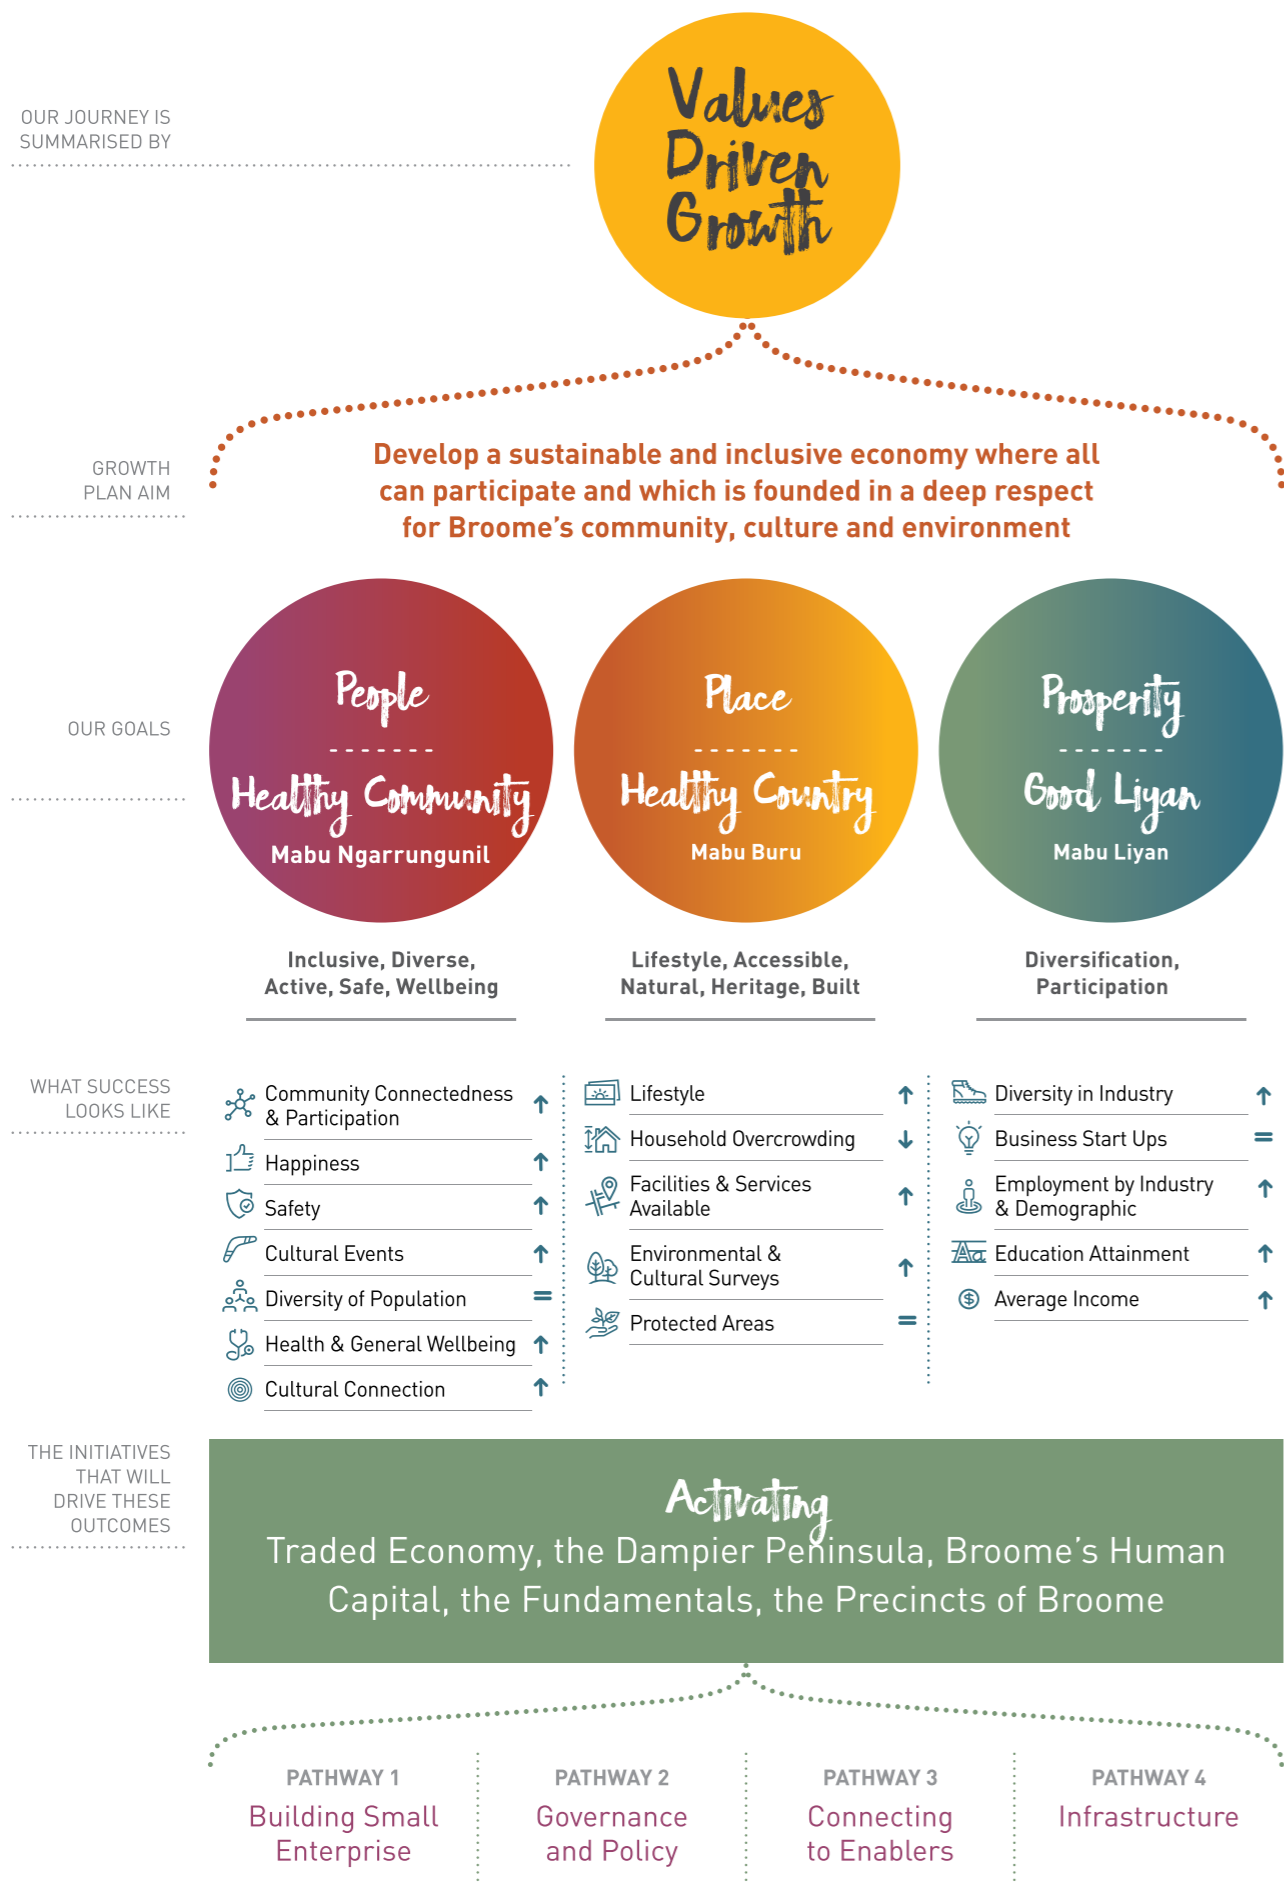 OUR JOURNEY IS
SUMMARISED BY
Values
Driven
Growth
GROWTH
PLAN AIM
Develop a sustainable and inclusive economy where all
can participate and which is founded in a deep respect
for Broome's community, culture and environment
OUR GOALS
People
Healthy Community
Mabu Ngarrungunil
Place
Healthy Country
Mabu Buru
Prosperity
Good Liyan
Mabu Liyan
Inclusive, Diverse,
Active, Safe, Wellbeing
Lifestyle, Accessible,
Natural, Heritage, Built
Diversification,
Participation
WHAT SUCCESS
LOOKS LIKE
Community Connectedness
& Participation ↑
Happiness ↑
Safety ↑
Cultural Events ↑
Diversity of Population =
Health & General Wellbeing ↑
Cultural Connection ↑
Lifestyle ↑
Household Overcrowding ↓
Facilities & Services
Available ↑
Environmental &
Cultural Surveys ↑
Protected Areas =
Diversity in Industry ↑
Business Start Ups =
Employment by Industry ↑
& Demographic
Education Attainment ↑
Average Income ↑
THE INITIATIVES
THAT WILL
DRIVE THESE
OUTCOMES
Activating
Traded Economy, the Dampier Peninsula, Broome's Human
Capital, the Fundamentals, the Precincts of Broome
PATHWAY 1
Building Small
Enterprise
PATHWAY 2
Governance
and Policy
PATHWAY 3
Connecting
to Enablers
PATHWAY 4
Infrastructure